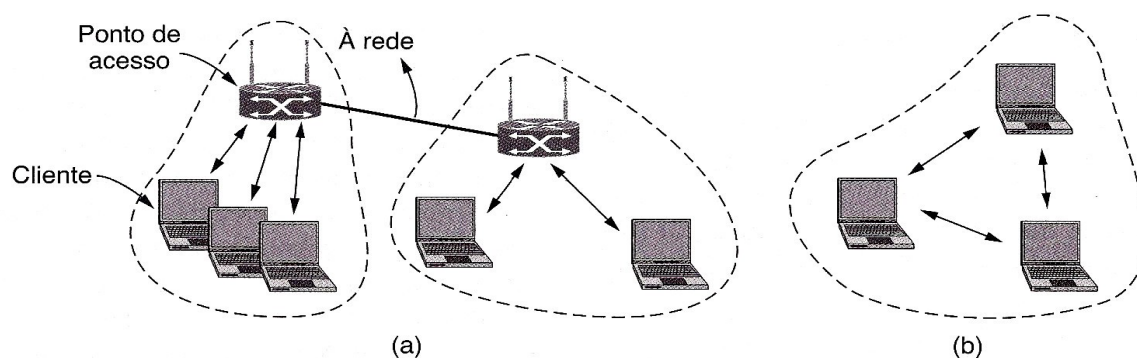 Ponto de
acesso
À rede
Cliente
(a)
(b)